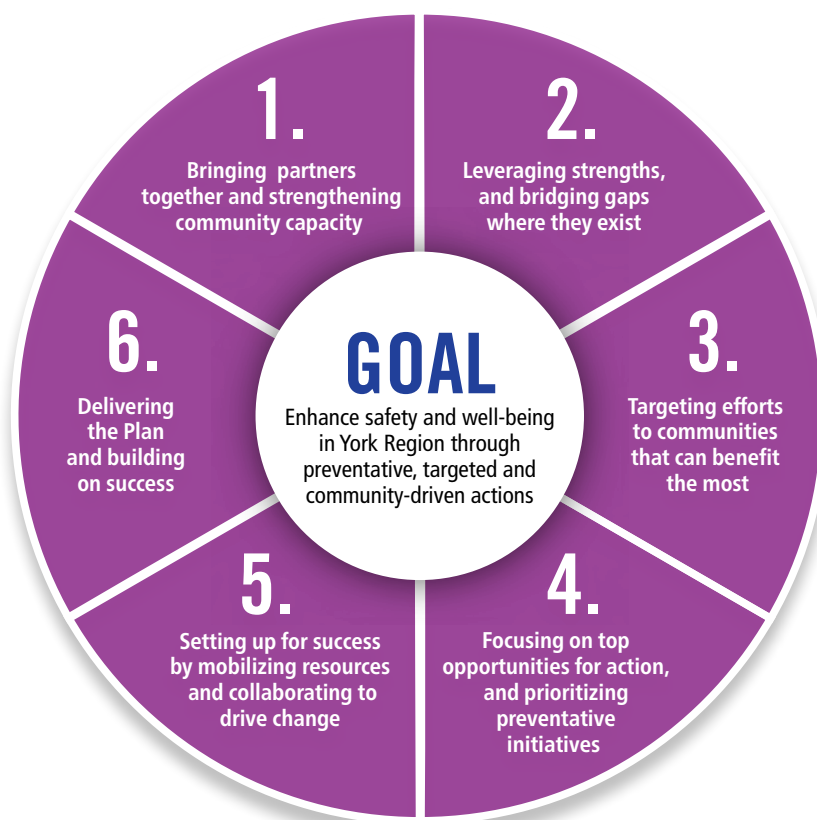 1.
Bringing partners
together and strengthening
community capacity
2.
Leveraging strengths,
and bridging gaps
where they exist
3.
Targeting efforts
to communities
that can benefit
the most
4.
Focusing on top
opportunities for action,
and prioritizing
preventative
initiatives
5.
Setting up for success
by mobilizing resources
and collaborating to
drive change
6.
Delivering
the Plan
and building
on success
GOAL
Enhance safety and well-being
in York Region through
preventative, targeted and
community-driven actions